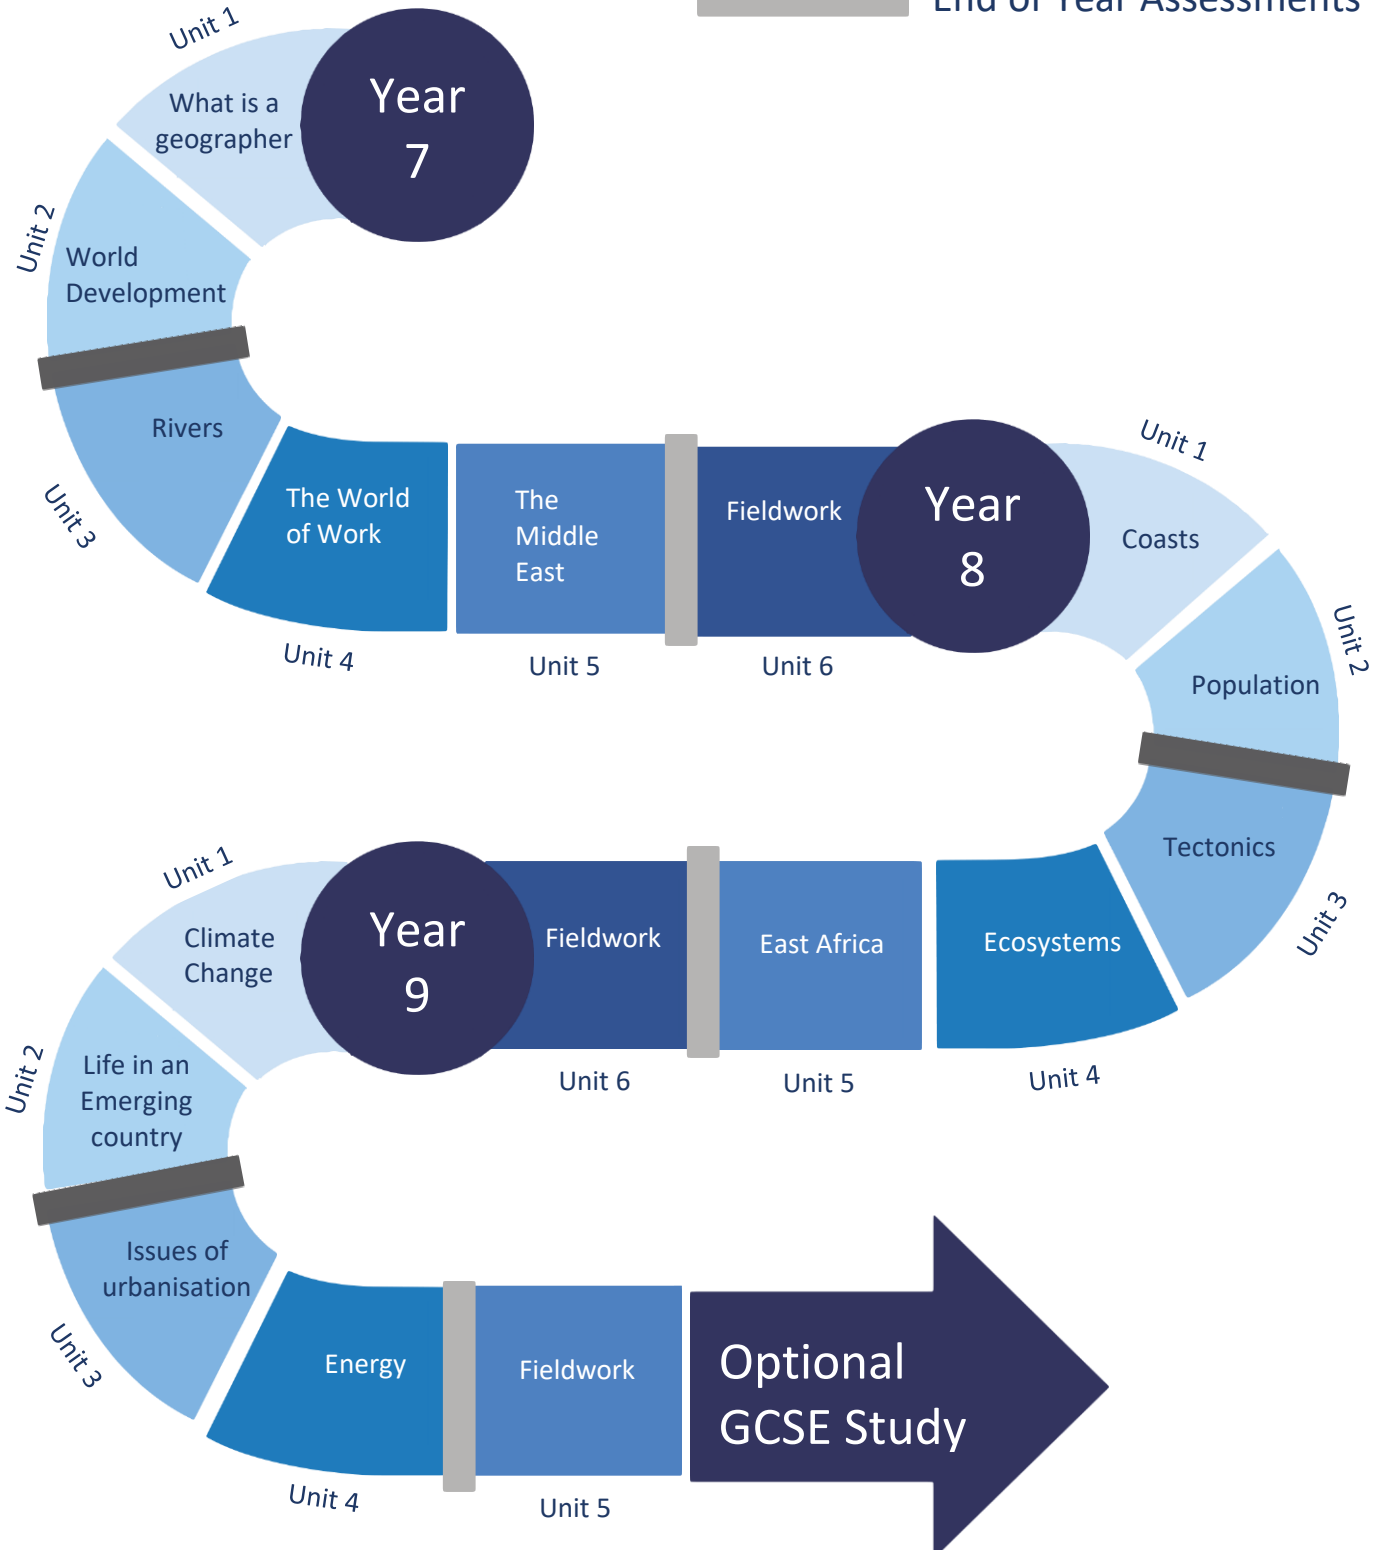 End of Year Assessments
Unit 1
What is a
geographer
Year
7
Unit 2
World
Development
Rivers
Unit 3
The World
of Work
Unit 4
The
Middle
East
Unit 5
Fieldwork
Unit 6
Year
8
Unit 1
Coasts
Unit 2
Population
Tectonics
Unit 3
Ecosystems
Unit 4
East Africa
Unit 5
Fieldwork
Unit 6
Year
9
Unit 1
Climate
Change
Unit 2
Life in an
Emerging
country
Issues of
urbanisation
Unit 3
Energy
Unit 4
Fieldwork
Unit 5
Optional
GCSE Study